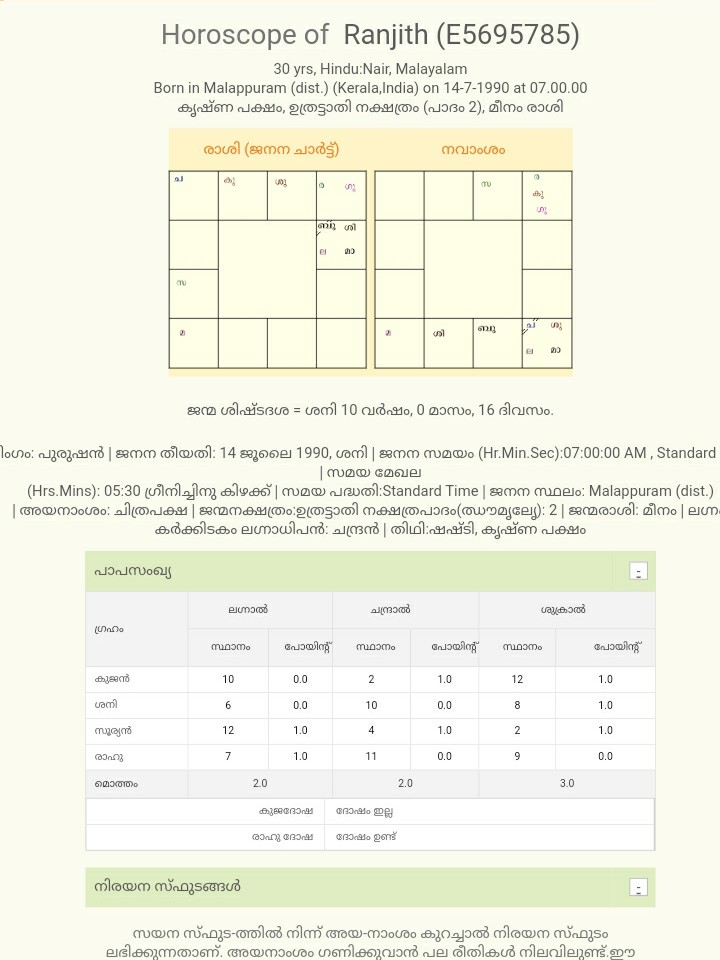 Horoscope of Ranjith (E5695785)
30 yrs, Hindu:Nair, Malayalam
Born in Malappuram (dist.) (Kerala,India) on 14-7-1990 at 07.00.00
കൃഷ്ണ പക്ഷം, ഉത്രട്ടാതി നക്ഷത്രം (പാദം 2), മീനം രാശി
രാശി (ജനന ചാർട്ട്) നവാംശം
ച കു ശു ര ഗു സ ര
കു
ഗു
ബു ശി
ല മാ
സ
മ മ ശി ബു ച ശു
ല മാ
ജന്മ ശിഷ്ടദശ = ശനി 10 വർഷം, 0 മാസം, 16 ദിവസം.
ിംഗം: പുരുഷൻ | ജനന തീയതി: 14 ജൂലൈ 1990, ശനി | ജനന സമയം (Hr.Min.Sec):07:00:00 AM , Standard
| സമയ മേഖല
(Hrs.Mins): 05:30 ഗ്രീനിച്ചിനു കിഴക്ക് | സമയ പദ്ധതി:Standard Time | ജനന സ്ഥലം: Malappuram (dist.)
| അയനാംശം: ചിത്രപക്ഷ | ജന്മനക്ഷത്രം:ഉത്രട്ടാതി നക്ഷത്രപാദം(ഝൗമൃല്യേ): 2 | ജന്മരാശി: മീനം | ലഗ്ന
കർക്കിടകം ലഗ്നാധിപൻ: ചന്ദ്രൻ | തിഥി:ഷഷ്ടി, കൃഷ്ണ പക്ഷം
പാപസംഖ്യ -
ഗ്രഹം ലഗ്നാൽ ചന്ദ്രാൽ ശുക്രാൽ
സ്ഥാനം പോയിന്റ് സ്ഥാനം പോയിന്റ് സ്ഥാനം പോയിന്റ്
കുജൻ 10 0.0 2 1.0 12 1.0
ശനി 6 0.0 10 0.0 8 1.0
സൂര്യൻ 12 1.0 4 1.0 2 1.0
രാഹു 7 1.0 11 0.0 9 0.0
മൊത്തം 2.0 2.0 3.0
കുജദോഷ ദോഷം ഇല്ല
രാഹു ദോഷ ദോഷം ഉണ്ട്
നിരയന സ്ഫുടങ്ങൾ -
സയന സ്ഫുട-ത്തിൽ നിന്ന് അയ-നാംശം കുറച്ചാൽ നിരയന സ്ഫുടം
ലഭിക്കുന്നതാണ്. അയനാംശം ഗണിക്കുവാൻ പല രീതികൾ നിലവിലുണ്ട്.ഈ